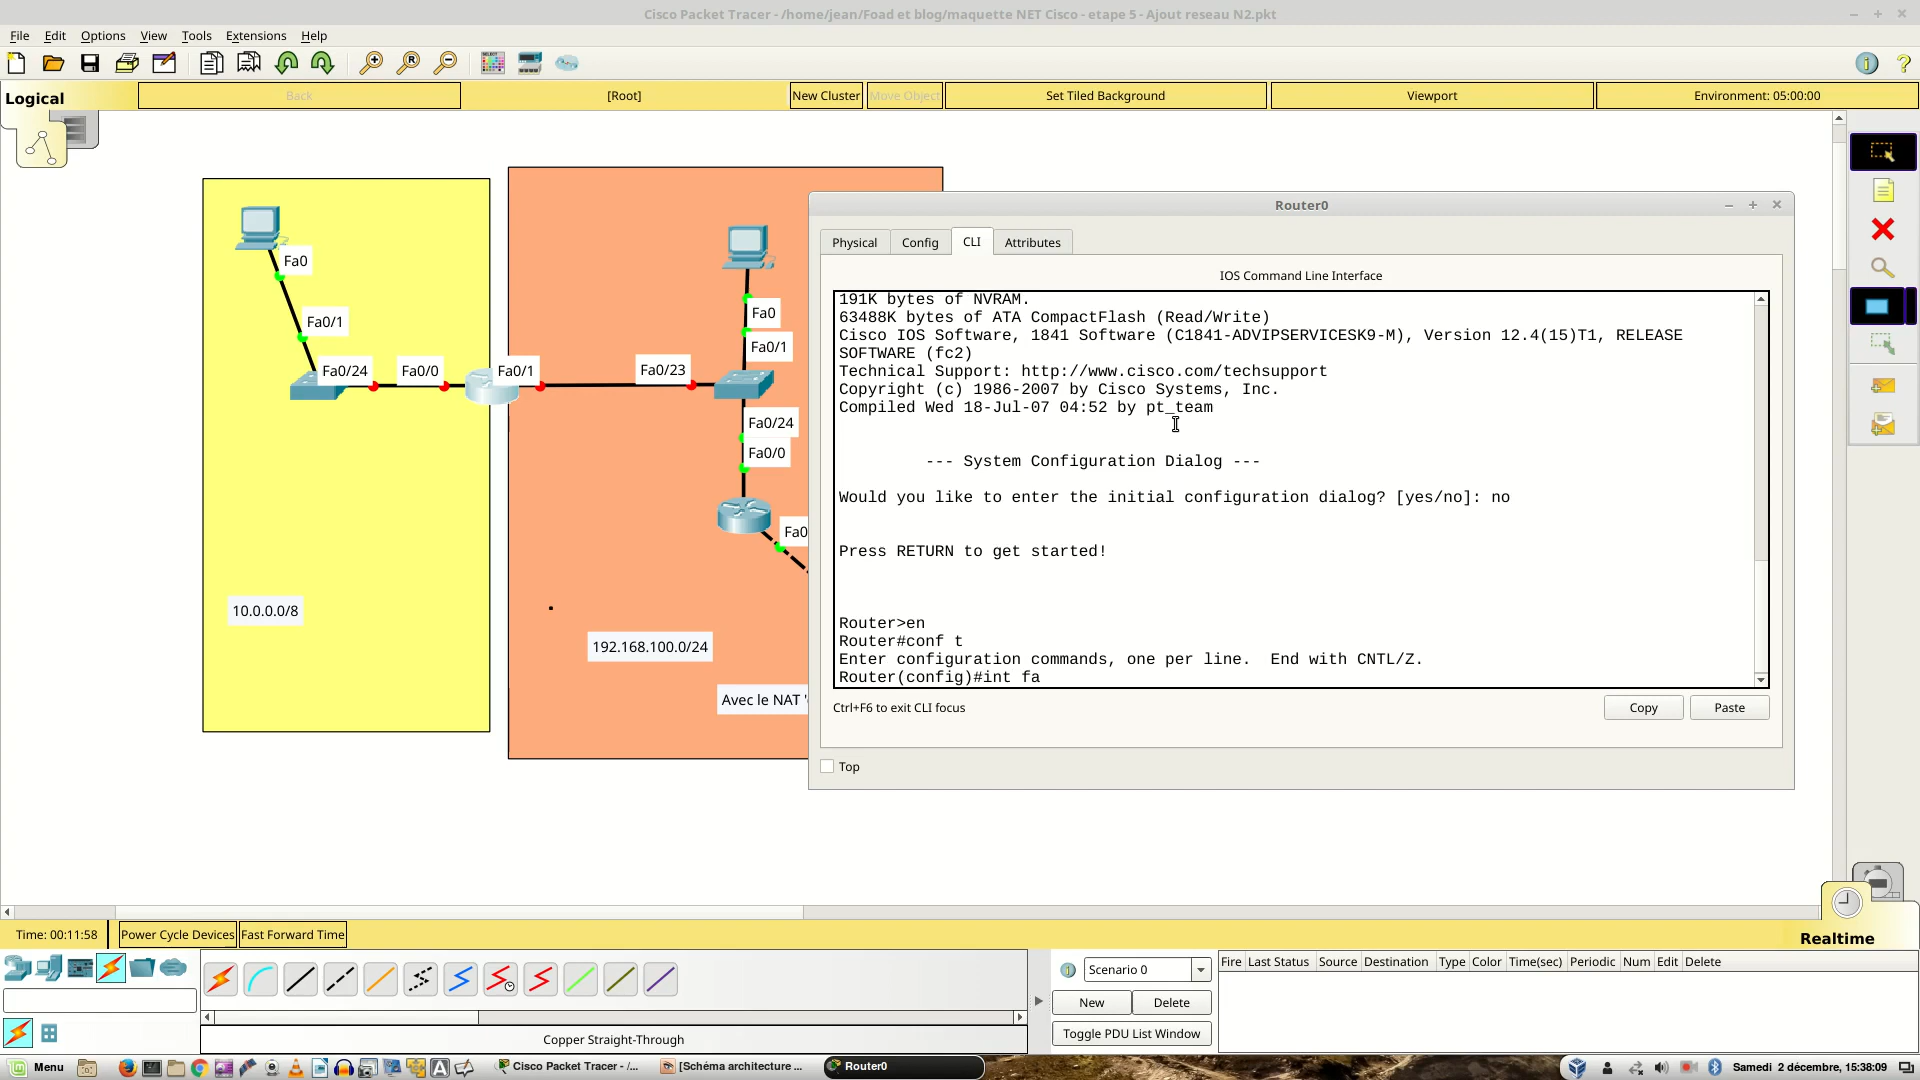 Cisco Packet Tracer - /home/jean/Foad et blog/maquette NET Cisco - etape 5 - Ajout reseau N2.pkt
File Edit Options View Tools Extensions Help
Logical
Back
[Root]
New Cluster
Move Object
Set Tiled Background
Viewport
Environment: 05:00:00
Fa0
Fa0/1
Fa0/24
Fa0/0
Fa0/1
Fa0/23
Fa0
Fa0/1
Fa0/24
Fa0/0
Fa0
10.0.0.0/8
192.168.100.0/24
Avec le NAT '
Router0
Physical
Config
CLI
Attributes
IOS Command Line Interface
191K bytes of NVRAM.
63488K bytes of ATA CompactFlash (Read/Write)
Cisco IOS Software, 1841 Software (C1841-ADVIPSERVICESK9-M), Version 12.4(15)T1, RELEASE
SOFTWARE (fc2)
Technical Support: http://www.cisco.com/techsupport
Copyright (c) 1986-2007 by Cisco Systems, Inc.
Compiled Wed 18-Jul-07 04:52 by pt_team
--- System Configuration Dialog ---
Would you like to enter the initial configuration dialog? [yes/no]: no
Press RETURN to get started!
Router>en
Router#conf t
Enter configuration commands, one per line.  End with CNTL/Z.
Router(config)#int fa
Ctrl+F6 to exit CLI focus
Copy
Paste
Top
Time: 00:11:58
Power Cycle Devices
Fast Forward Time
Realtime
Scenario 0
New
Delete
Toggle PDU List Window
Fire Last Status Source Destination Type Color Time(sec) Periodic Num Edit Delete
Copper Straight-Through
Menu
Cisco Packet Tracer - /...
[Schéma architecture ...
Router0
Samedi 2 décembre, 15:38:09